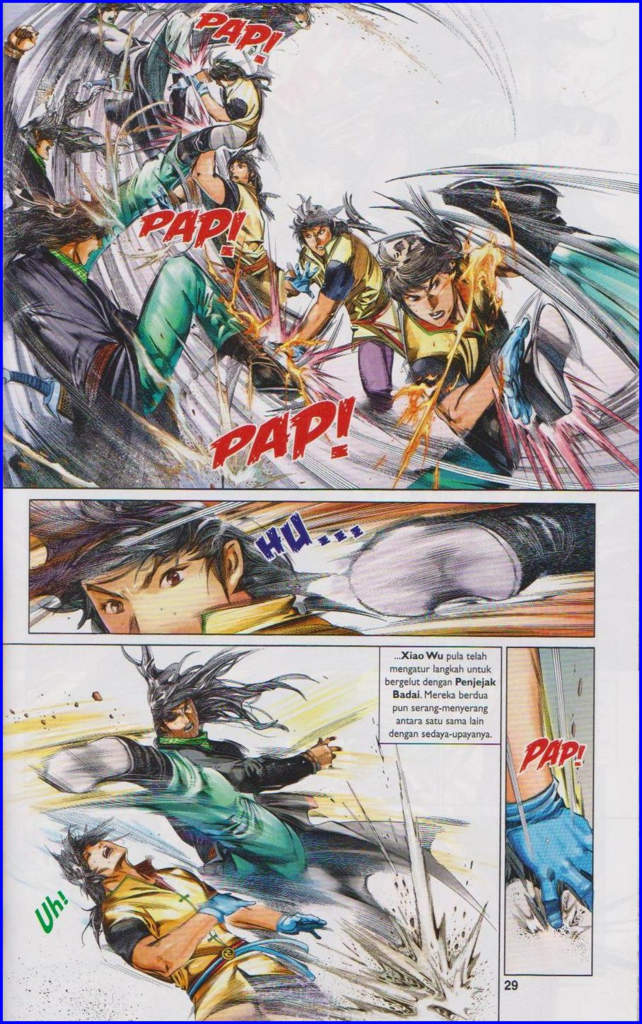 PAP!
PAP!
PAP!
HU...
...Xiao Wu pula telah
mengatur langkah untuk
bergelut dengan Penjejak
Badai. Mereka berdua
pun serang-menyerang
antara satu sama lain
dengan sedaya-upayanya.
PAP!
Uh!
29